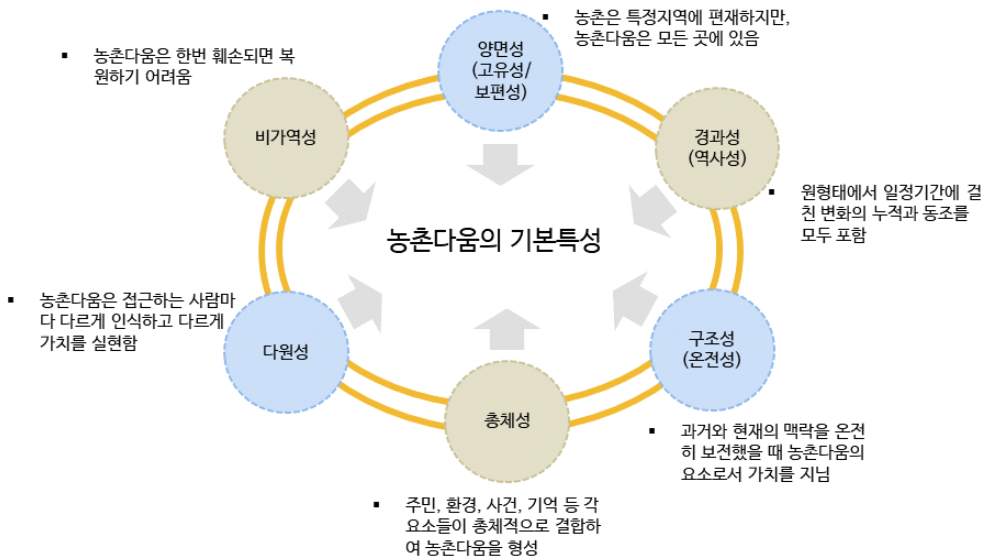 ▪ 농촌은 특정지역에 편재하지만,
농촌다움은 모든 곳에 있음
양면성
(고유성/
보편성)
▪ 농촌다움은 한번 훼손되면 복
원하기 어려움
비가역성
경과성
(역사성)
▪ 원형태에서 일정기간에 걸
친 변화의 누적과 동조를
모두 포함
농촌다움의 기본특성
▪ 농촌다움은 접근하는 사람마
다 다르게 인식하고 다르게
가치를 실현함
다원성
구조성
(온전성)
▪ 과거와 현재의 맥락을 온전
히 보전했을 때 농촌다움의
요소로서 가치를 지님
총체성
▪ 주민, 환경, 사건, 기억 등 각
요소들이 총체적으로 결합하
여 농촌다움을 형성